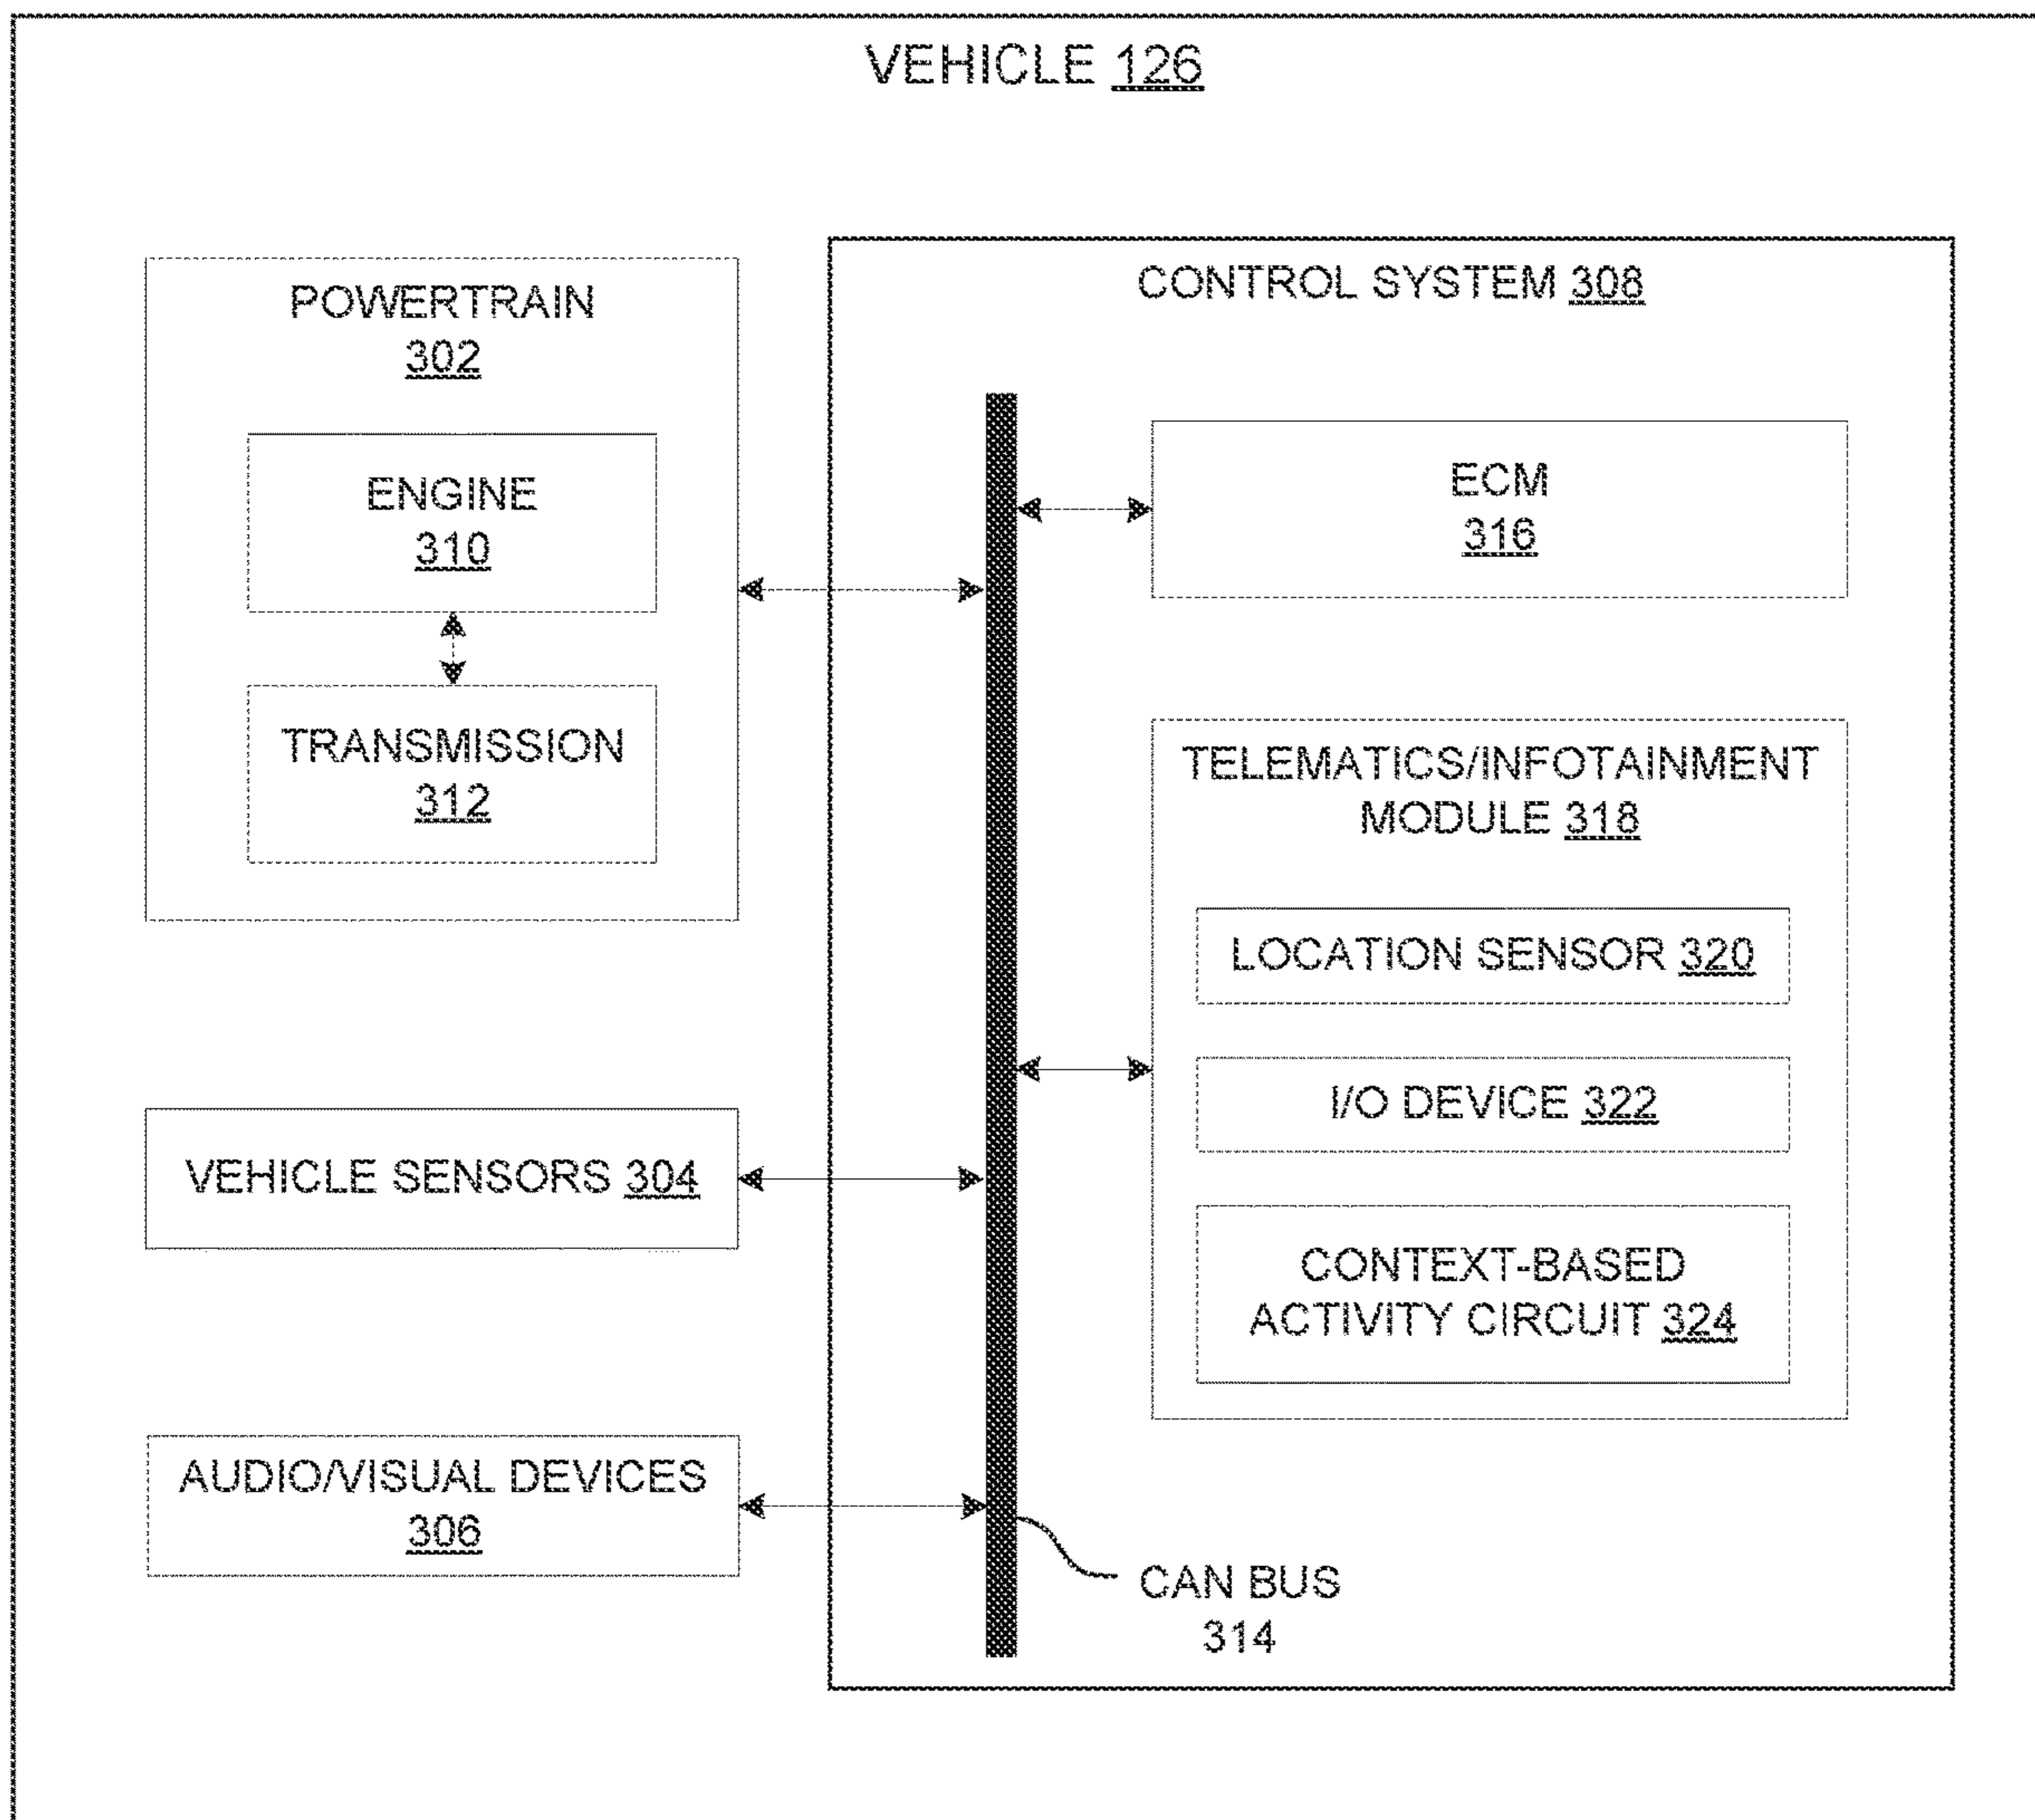 VEHICLE 126
POWERTRAIN
302
ENGINE
310
TRANSMISSION
312
VEHICLE SENSORS 304
AUDIO/VISUAL DEVICES
306
CONTROL SYSTEM 308
ECM
316
TELEMATICS/INFOTAINMENT
MODULE 318
LOCATION SENSOR 320
I/O DEVICE 322
CONTEXT-BASED
ACTIVITY CIRCUIT 324
CAN BUS
314